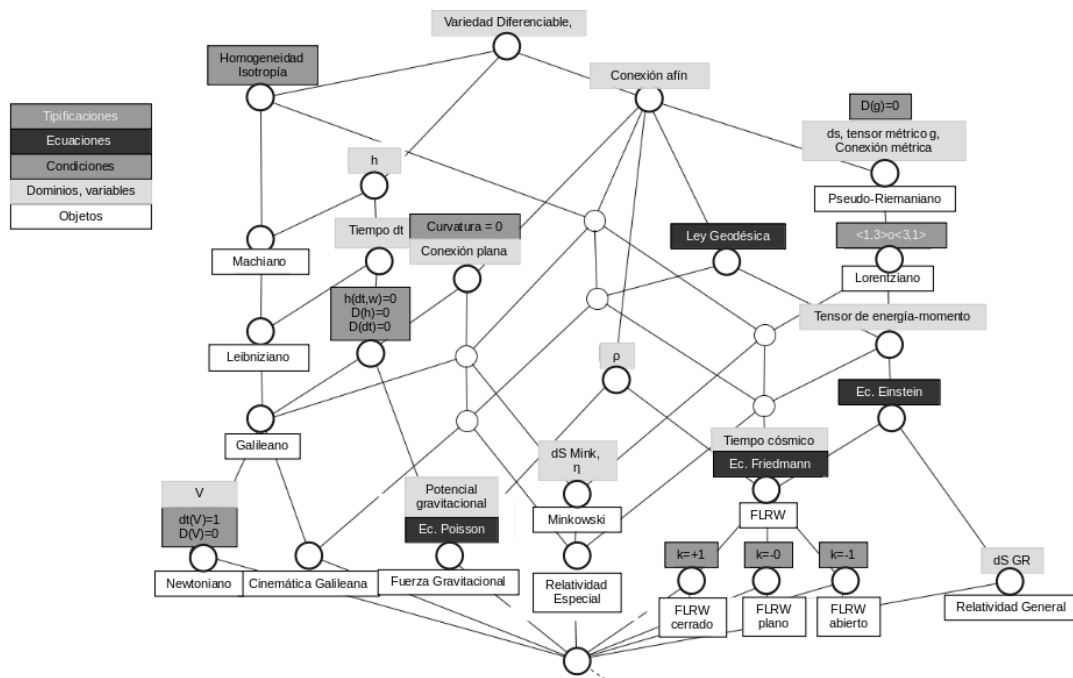 Variedad Diferenciable,
Homogeneidad
Isotropía
Conexión afín
Tipificaciones
Ecuaciones
Condiciones
Dominios, variables
Objetos
D(g)=0
ds, tensor métrico g,
Conexión métrica
h
Pseudo-Riemaniano
Tiempo dt
Curvatura = 0
Conexión plana
Ley Geodésica
<1,3>o<3,1>
Machiano
Lorentziano
h(dt,w)=0
D(h)=0
D(dt)=0
Tensor de energía-momento
Leibniziano
ρ
Ec. Einstein
Galileano
Tiempo cósmico
Ec. Friedmann
dS Mink,
η
V
dt(V)=1
D(V)=0
Potencial
gravitacional
Ec. Poisson
Minkowski
FLRW
k=+1
k=-0
k=-1
dS GR
Newtoniano
Cinemática Galileana
Fuerza Gravitacional
Relatividad
Especial
FLRW
cerrado
FLRW
plano
FLRW
abierto
Relatividad General